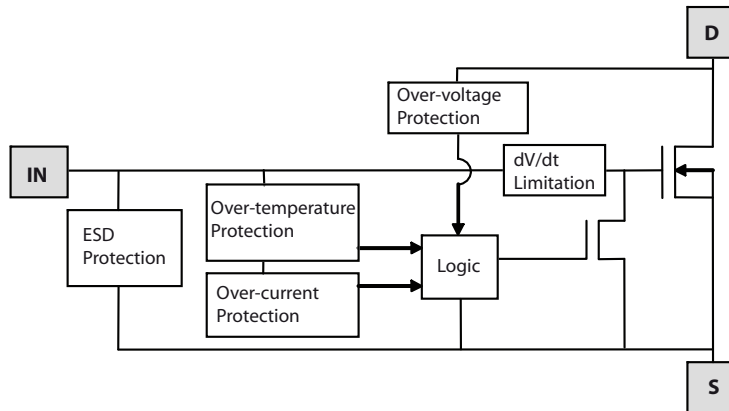 D
Over-voltage
Protection
IN
dV/dt
Limitation
Over-temperature
Protection
ESD
Protection
Logic
Over-current
Protection
S